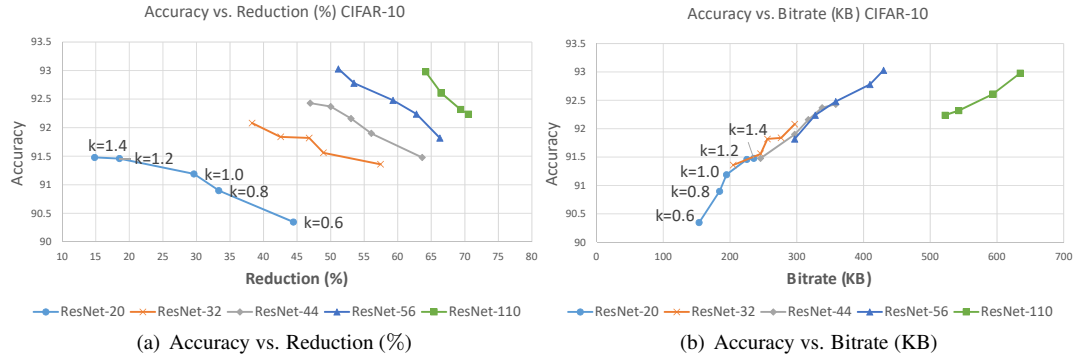 Accuracy vs. Reduction (%) CIFAR-10
93.5
93
92.5
92
91.5
91
90.5
90
Accuracy
k=1.4
k=1.2
k=1.0
k=0.8
k=0.6
10 15 20 25 30 35 40 45 50 55 60 65 70 75 80
Reduction (%)
ResNet-20 ResNet-32 ResNet-44 ResNet-56 ResNet-110
(a) Accuracy vs. Reduction (%)
Accuracy vs. Bitrate (KB) CIFAR-10
93.5
93
92.5
92
91.5
91
90.5
90
Accuracy
k=1.4
k=1.2
k=1.0
k=0.8
k=0.6
0 100 200 300 400 500 600 700
Bitrate (KB)
ResNet-20 ResNet-32 ResNet-44 ResNet-56 ResNet-110
(b) Accuracy vs. Bitrate (KB)